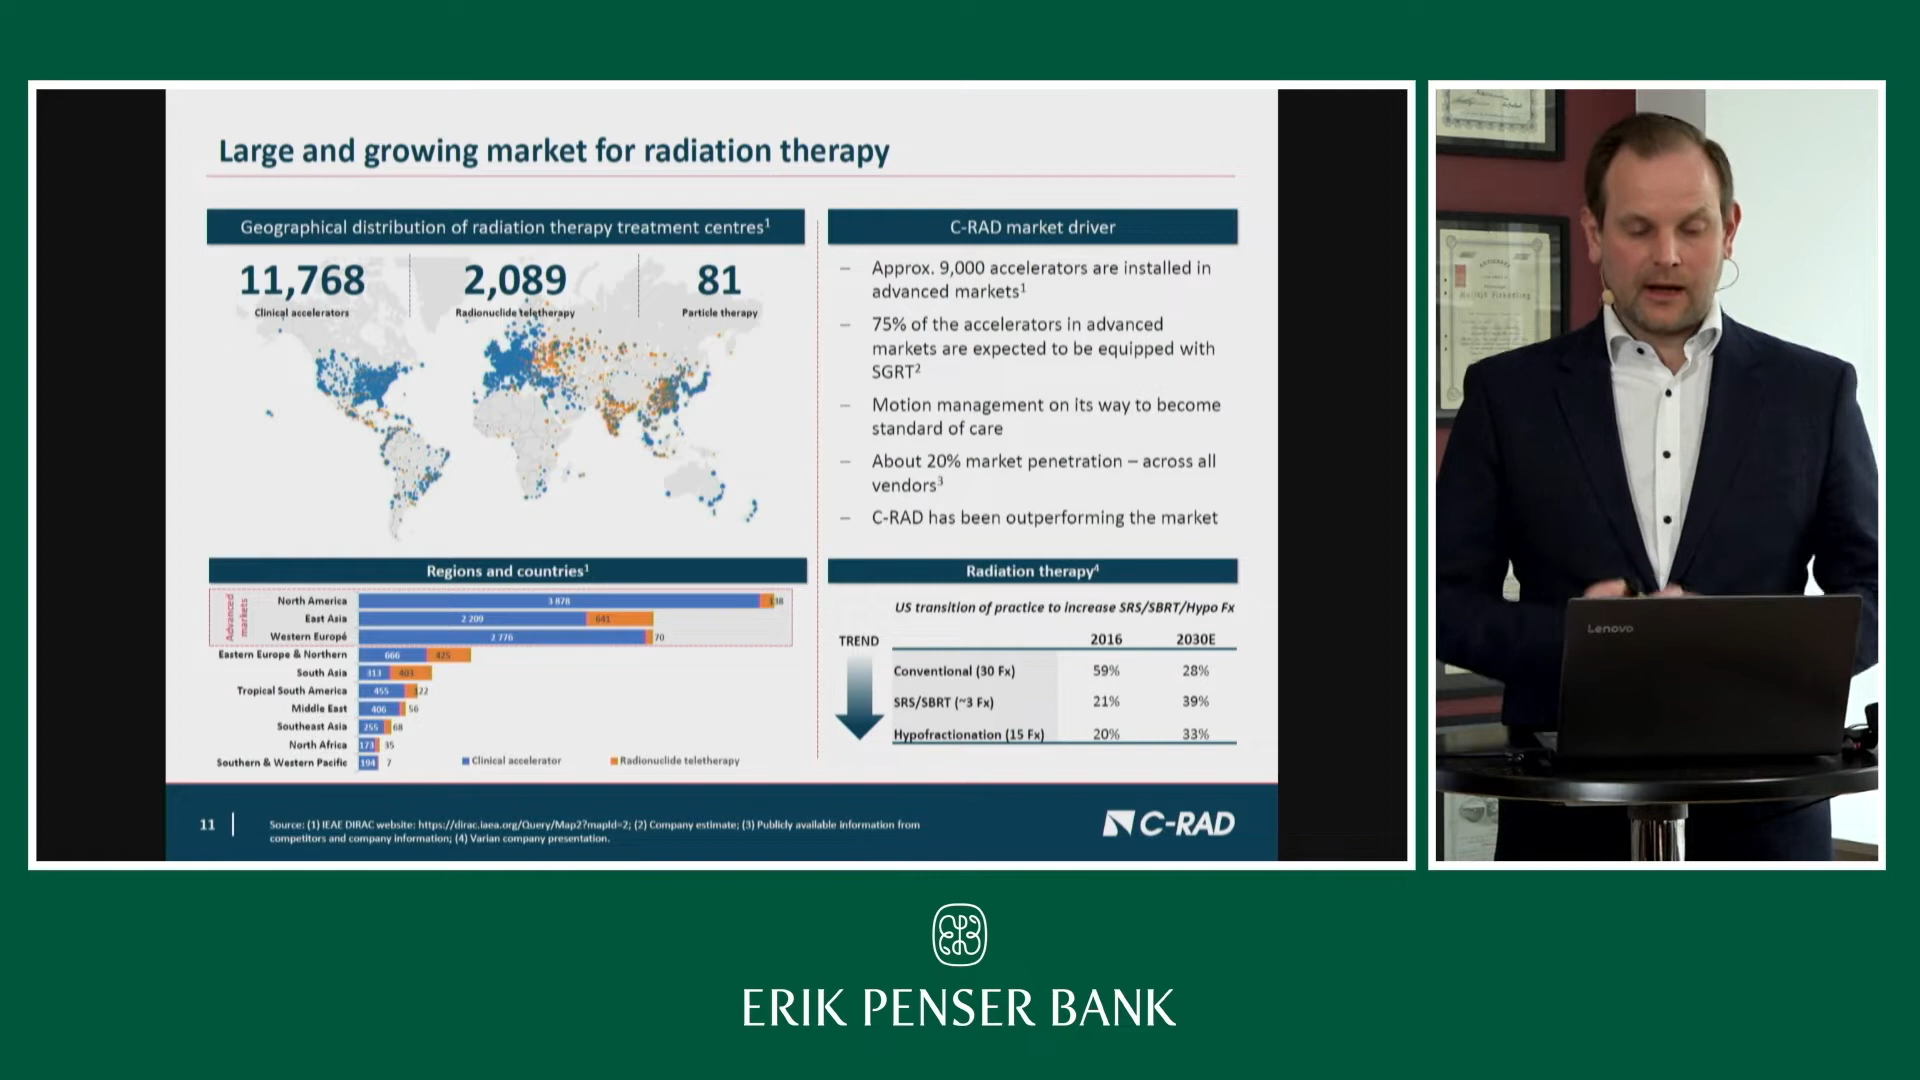 Large and growing market for radiation therapy
Geographical distribution of radiation therapy treatment centres1
11,768
2,089
81
Clinical accelerators
Radionuclide teletherapy
Particle therapy
C-RAD market driver
– Approx. 9,000 accelerators are installed in
advanced markets1
– 75% of the accelerators in advanced
markets are expected to be equipped with
SGRT2
– Motion management on its way to become
standard of care
– About 20% market penetration – across all
vendors3
– C-RAD has been outperforming the market
Regions and countries1
Advanced
markets
North America 3 878 138
East Asia 2 209 641
Western Europé 2 776 70
Eastern Europe & Northern 666 425
South Asia 313 403
Tropical South America 455 122
Middle East 406 56
Southeast Asia 255 68
North Africa 173 35
Southern & Western Pacific 194 7
Clinical accelerator Radionuclide teletherapy
Radiation therapy4
US transition of practice to increase SRS/SBRT/Hypo Fx
TREND 2016 2030E
Conventional (30 Fx) 59% 28%
SRS/SBRT (~3 Fx) 21% 39%
Hypofractionation (15 Fx) 20% 33%
11
Source: (1) IEAE DIRAC website: https://dirac.iaea.org/Query/Map2?mapId=2; (2) Company estimate; (3) Publicly available information from
competitors and company information; (4) Varian company presentation.
C-RAD
Lenovo
ERIK PENSER BANK